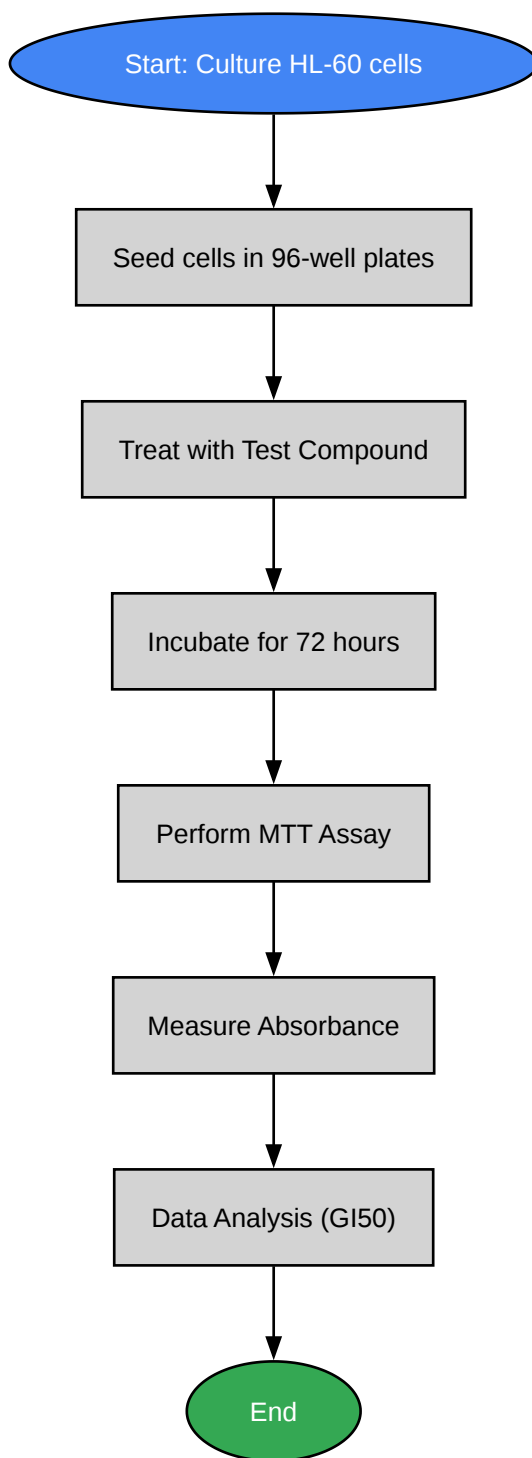 Start: Culture HL-60 cells
Seed cells in 96-well plates
Treat with Test Compound
Incubate for 72 hours
Perform MTT Assay
Measure Absorbance
Data Analysis (GI50)
End